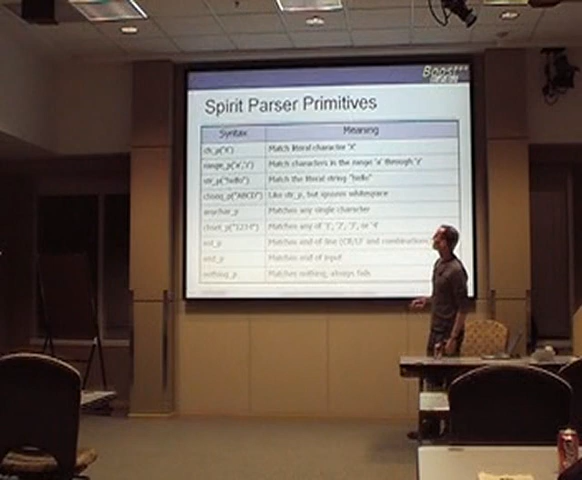 Boost
Spirit Parser Primitives
Syntax Meaning
ch_p('X') Match literal character 'X'
range_p('a','z') Match characters in the range 'a' through 'z'
str_p("hello") Match the literal string "hello"
chseq_p("ABCD") Like str_p, but ignores whitespace
anychar_p Matches any single character
chset_p("1234") Matches any of '1', '2', '3', or '4'
eol_p Matches end of line (CR/LF and combinations
end_p Matches end of input
nothing_p Matches nothing, always fails